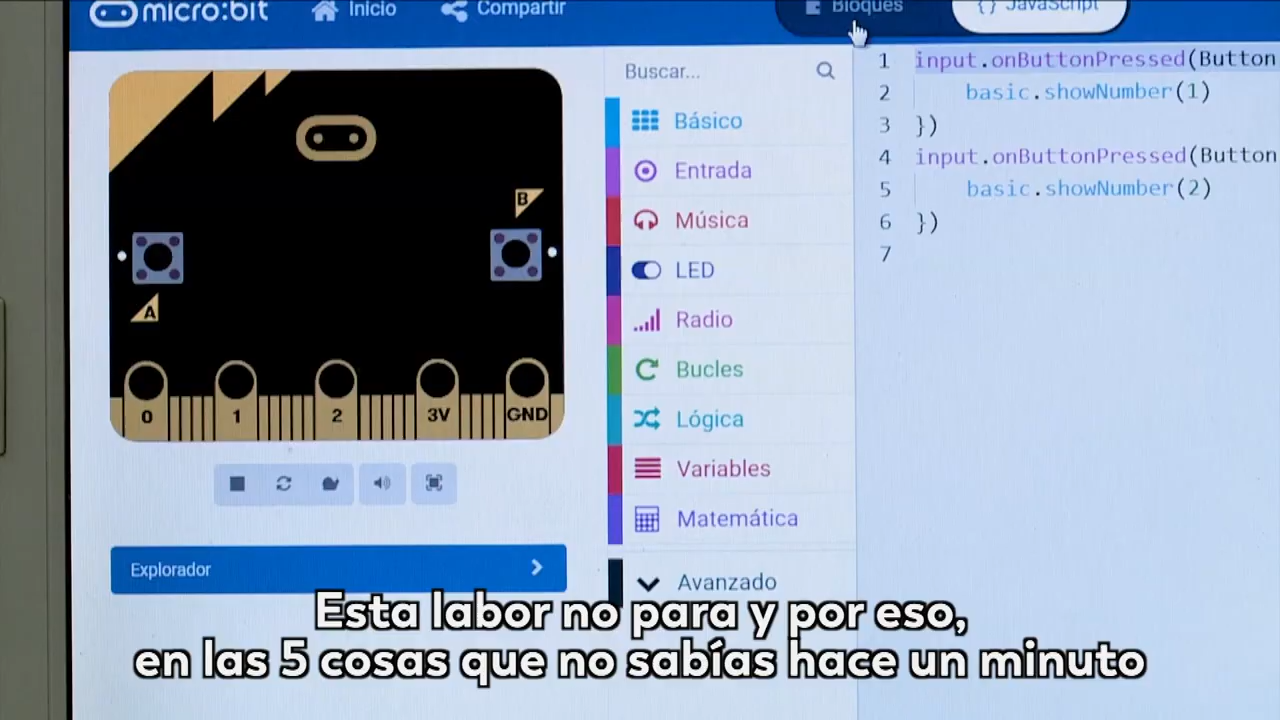 micro:bit Inicio Compartir Bloques {} JavaScript
Buscar...
Básico
Entrada
Música
LED
Radio
Bucles
Lógica
Variables
Matemática
Avanzado
B
A
0 1 2 3V GND
Explorador
1 input.onButtonPressed(Button
2 basic.showNumber(1)
3 })
4 input.onButtonPressed(Button
5 basic.showNumber(2)
6 })
7
Esta labor no para y por eso,
en las 5 cosas que no sabías hace un minuto